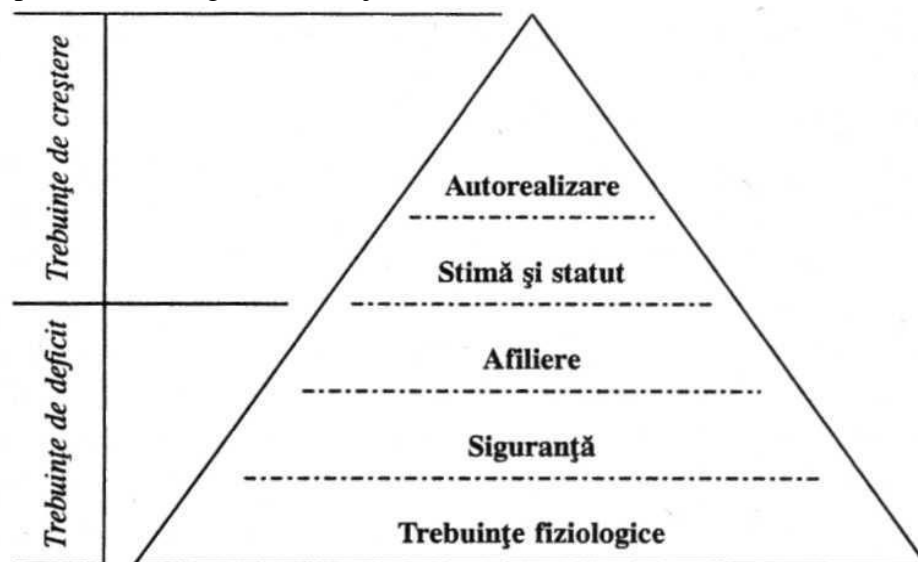 Trebuinţe de creştere
Autorealizare
Stimă şi statut
Trebuinţe de deficit
Afiliere
Siguranţă
Trebuinţe fiziologice